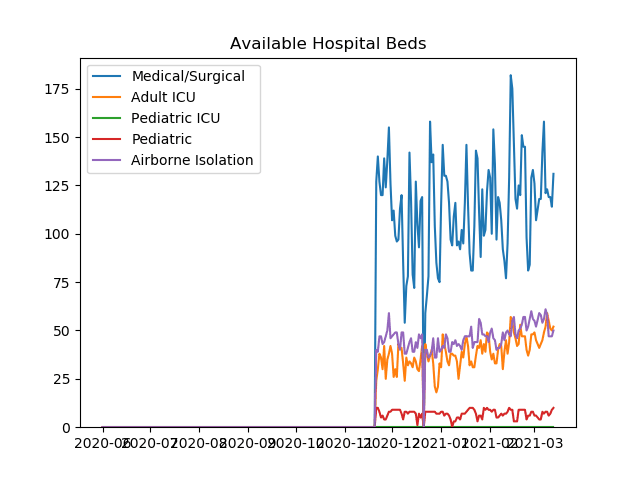 Available Hospital Beds
Medical/Surgical
Adult ICU
Pediatric ICU
Pediatric
Airborne Isolation
175
150
125
100
75
50
25
0
2020-06 2020-07 2020-08 2020-09 2020-10 2020-11 2020-12 2021-01 2021-02 2021-03